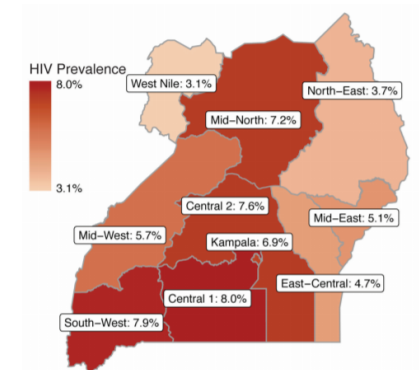 HIV Prevalence
8.0%
3.1%
West Nile: 3.1%
North−East: 3.7%
Mid−North: 7.2%
Central 2: 7.6%
Mid−East: 5.1%
Mid−West: 5.7%
Kampala: 6.9%
East−Central: 4.7%
Central 1: 8.0%
South−West: 7.9%